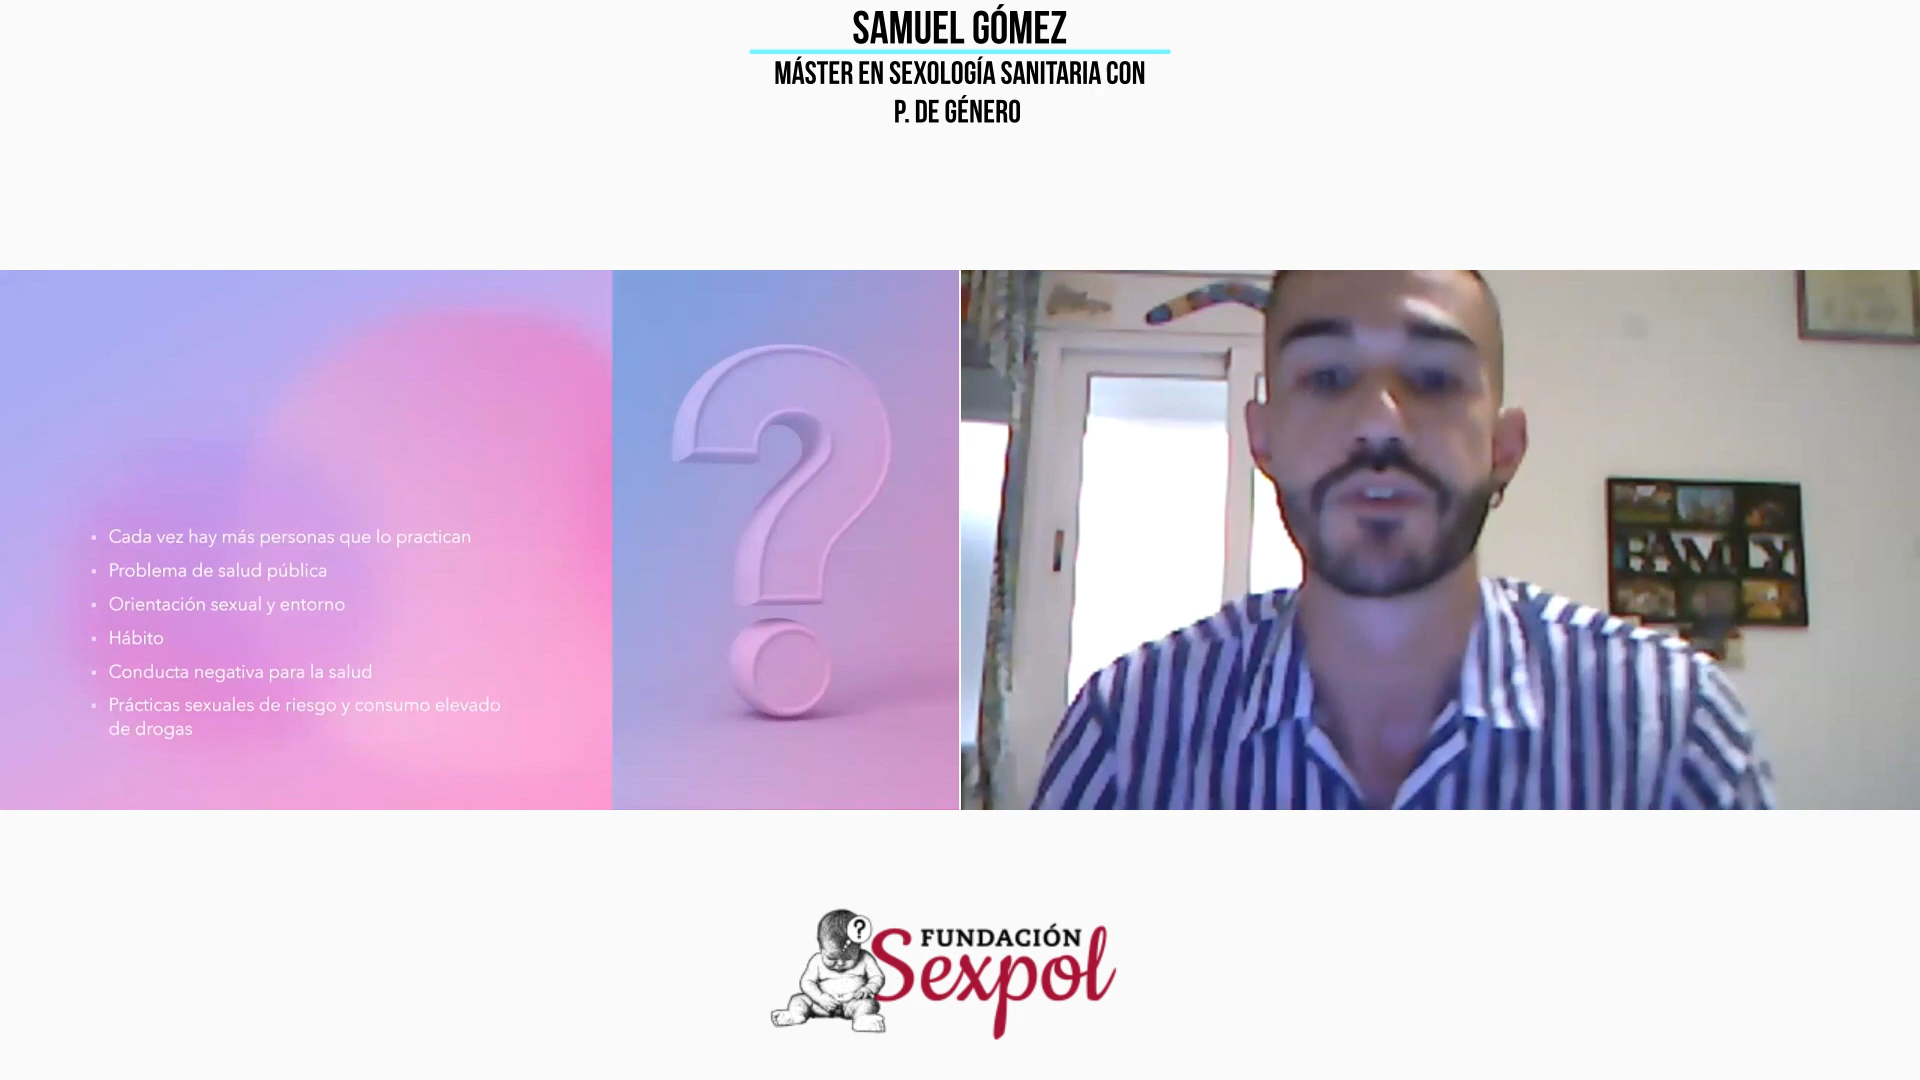 SAMUEL GÓMEZ
MÁSTER EN SEXOLOGÍA SANITARIA CON
P. DE GÉNERO
• Cada vez hay más personas que lo practican
• Problema de salud pública
• Orientación sexual y entorno
• Hábito
• Conducta negativa para la salud
• Prácticas sexuales de riesgo y consumo elevado
de drogas
?
FAMILY
?
FUNDACIÓN
Sexpol